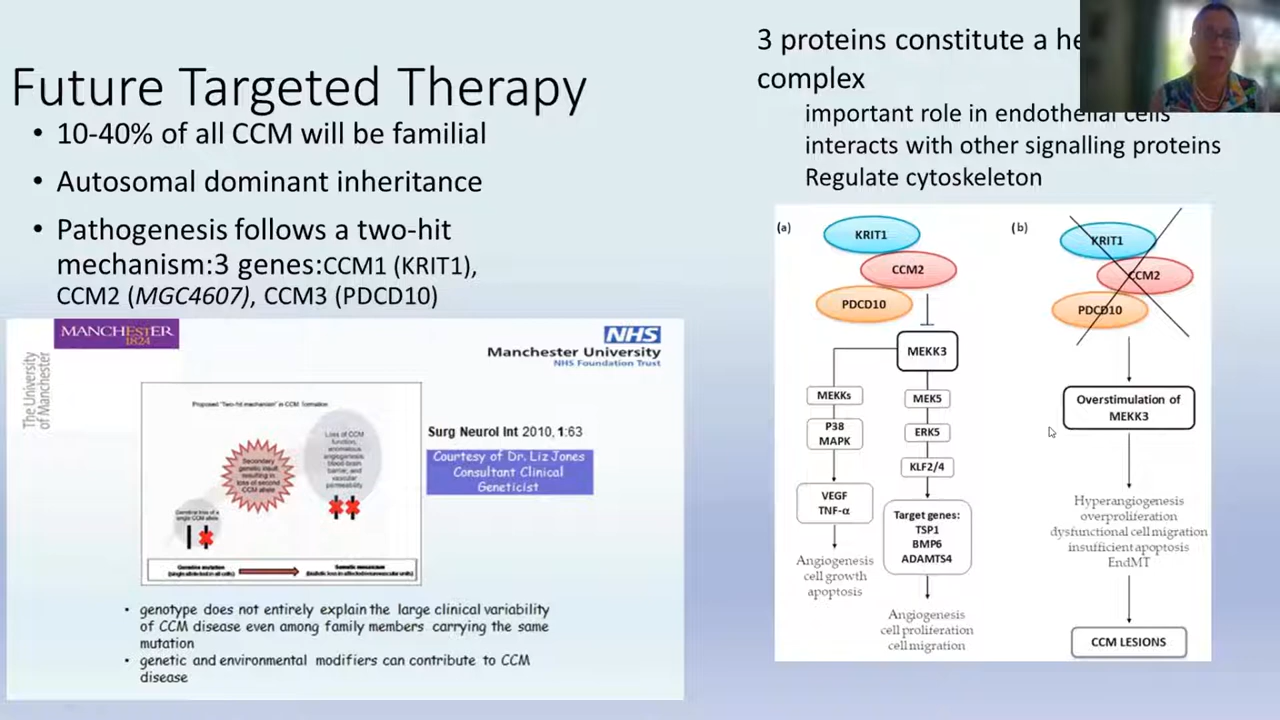 Future Targeted Therapy
• 10-40% of all CCM will be familial
• Autosomal dominant inheritance
• Pathogenesis follows a two-hit
mechanism:3 genes:CCM1 (KRIT1),
CCM2 (MGC4607), CCM3 (PDCD10)
MANCHESTER
1824
The University
of Manchester
NHS
Manchester University
NHS Foundation Trust
Proposed "Two-hit mechanism" in CCM formation
Loss of CCM
function,
anomalous
angiogenesis
blood-brain
barrier, and
vascular
permeability
Secondary
genetic insult
resulting in
loss of second
CCM allele
Germline loss of a
single CCM allele
Germline mutation
(single allele lost in all cells)
Somatic mutation
Surg Neurol Int 2010, 1:63
Courtesy of Dr. Liz Jones
Consultant Clinical
Geneticist
• genotype does not entirely explain the large clinical variability
of CCM disease even among family members carrying the same
mutation
• genetic and environmental modifiers can contribute to CCM
disease
3 proteins constitute a
complex
important role in endothelial cells
interacts with other signalling proteins
Regulate cytoskeleton
(a)
KRIT1
CCM2
PDCD10
MEKK3
MEKKs
MEK5
P38
MAPK
ERK5
KLF2/4
VEGF
TNF-α
Target genes:
TSP1
BMP6
ADAMTS4
Angiogenesis
cell growth
apoptosis
Angiogenesis
cell proliferation
cell migration
(b)
KRIT1
CCM2
PDCD10
Overstimulation of
MEKK3
Hyperangiogenesis
overproliferation
dysfunctional cell migration
insufficient apoptosis
EndMT
CCM LESIONS